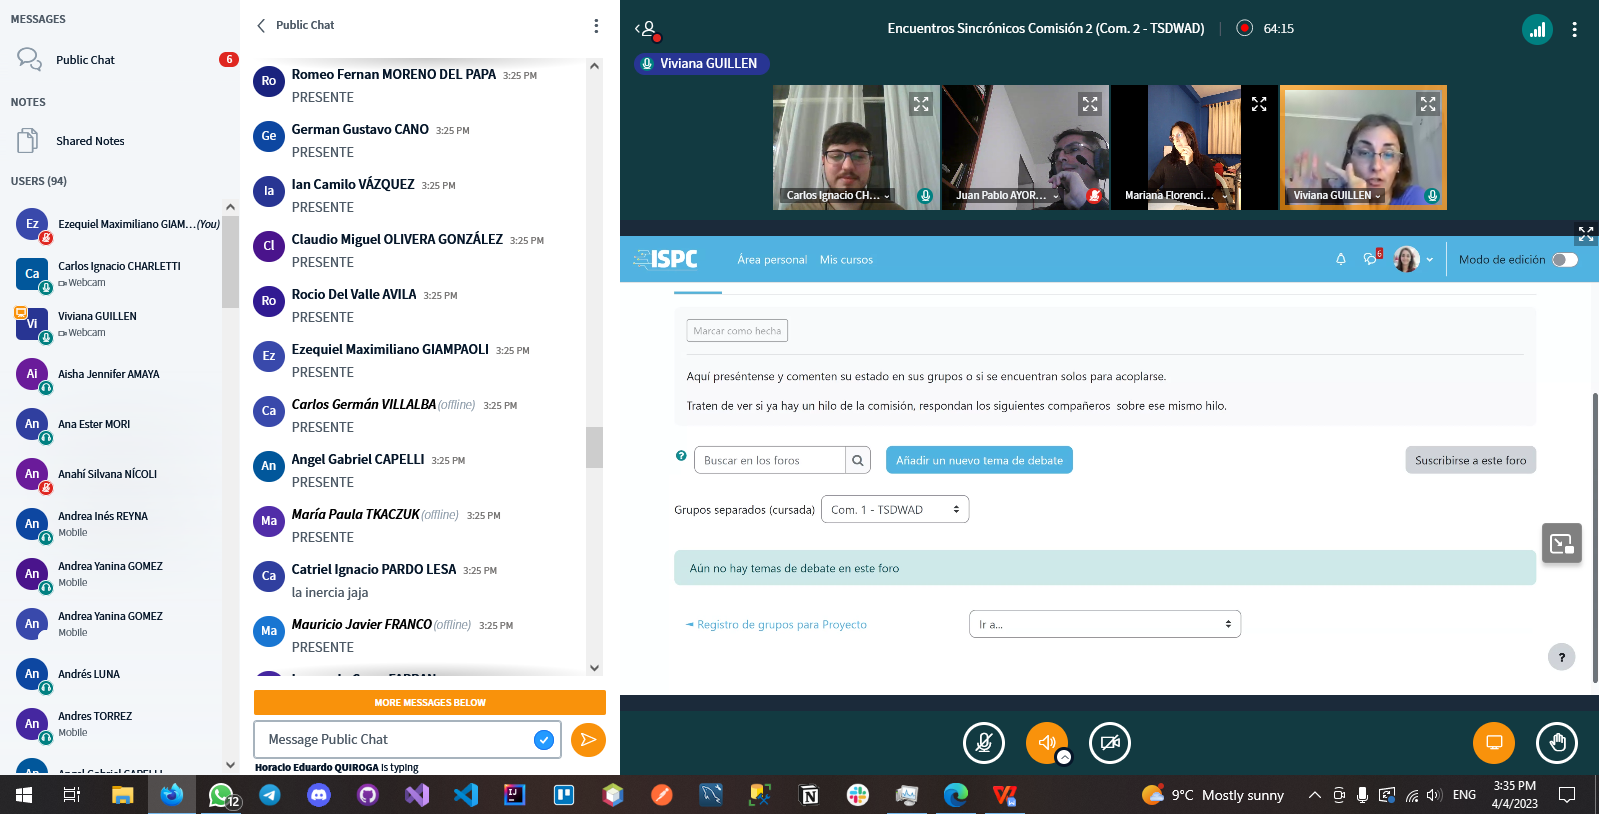 MESSAGES
Public Chat
6
NOTES
Shared Notes
USERS (94)
Ez
Ezequiel Maximiliano GIAM...(You)
Ca
Carlos Ignacio CHARLETTI
Webcam
Vi
Viviana GUILLEN
Webcam
Ai
Aisha Jennifer AMAYA
An
Ana Ester MORI
An
Anahí Silvana NÍCOLI
An
Andrea Inés REYNA
Mobile
An
Andrea Yanina GOMEZ
Mobile
An
Andrea Yanina GOMEZ
Mobile
An
Andrés LUNA
An
Andres TORREZ
Mobile
An
Angel Gabriel CAPELLI
Public Chat
Ro
Romeo Fernan MORENO DEL PAPA 3:25 PM
PRESENTE
Ge
German Gustavo CANO 3:25 PM
PRESENTE
Ia
Ian Camilo VÁZQUEZ 3:25 PM
PRESENTE
Cl
Claudio Miguel OLIVERA GONZÁLEZ 3:25 PM
PRESENTE
Ro
Rocio Del Valle AVILA 3:25 PM
PRESENTE
Ez
Ezequiel Maximiliano GIAMPAOLI 3:25 PM
PRESENTE
Ca
Carlos Germán VILLALBA (offline) 3:25 PM
PRESENTE
An
Angel Gabriel CAPELLI 3:25 PM
PRESENTE
Ma
María Paula TKACZUK (offline) 3:25 PM
PRESENTE
Ca
Catriel Ignacio PARDO LESA 3:25 PM
la inercia jaja
Ma
Mauricio Javier FRANCO (offline) 3:25 PM
PRESENTE
MORE MESSAGES BELOW
Message Public Chat
Horacio Eduardo QUIROGA is typing
Encuentros Sincrónicos Comisión 2 (Com. 2 - TSDWAD)
64:15
Viviana GUILLEN
Carlos Ignacio CH...
Juan Pablo AYOR...
Mariana Florenci...
Viviana GUILLEN
ISPC
Área personal
Mis cursos
6
Modo de edición
Marcar como hecha
Aquí preséntense y comenten su estado en sus grupos o si se encuentran solos para acoplarse.
Traten de ver si ya hay un hilo de la comisión, respondan los siguientes compañeros sobre ese mismo hilo.
?
Buscar en los foros
Añadir un nuevo tema de debate
Suscribirse a este foro
Grupos separados (cursada)
Com. 1 - TSDWAD
Aún no hay temas de debate en este foro
◄ Registro de grupos para Proyecto
Ir a...
?
12
9°C Mostly sunny
ENG
3:35 PM
4/4/2023